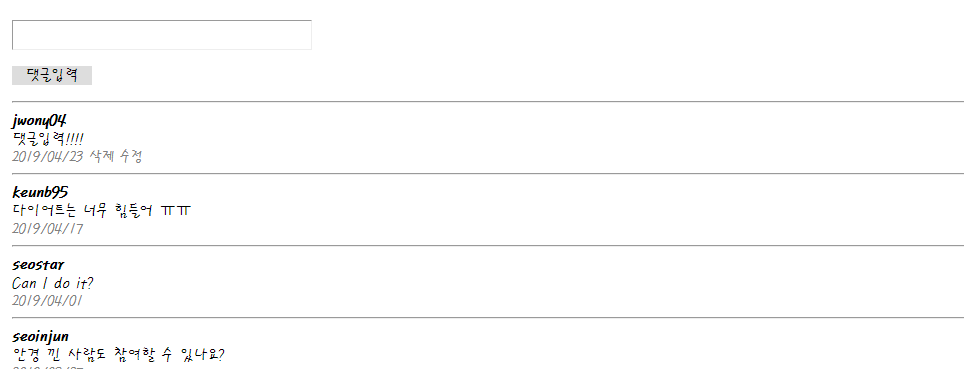 댓글입력
jwony04
댓글입력!!!!
2019/04/23 삭제 수정
keunb95
다이어트는 너무 힘들어 ㅠㅠ
2019/04/17
seostar
Can I do it?
2019/04/01
seoinjun
안경 낀 사람도 참여할 수 있나요?